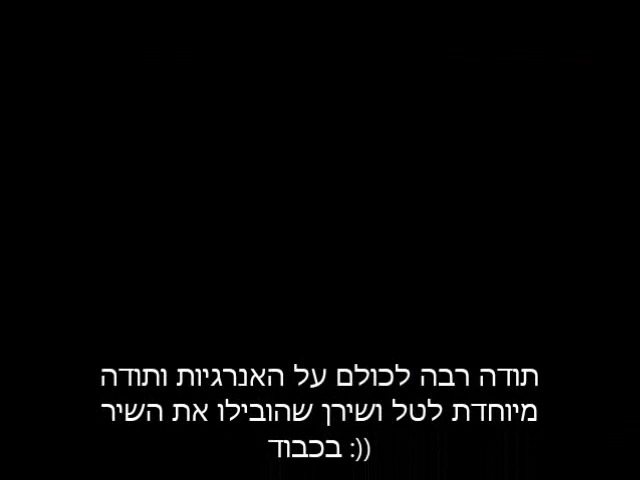 תודה רבה לכולם על האנרגיות ותודה
מיוחדת לטל ושירן שהובילו את השיר
בכבוד :))